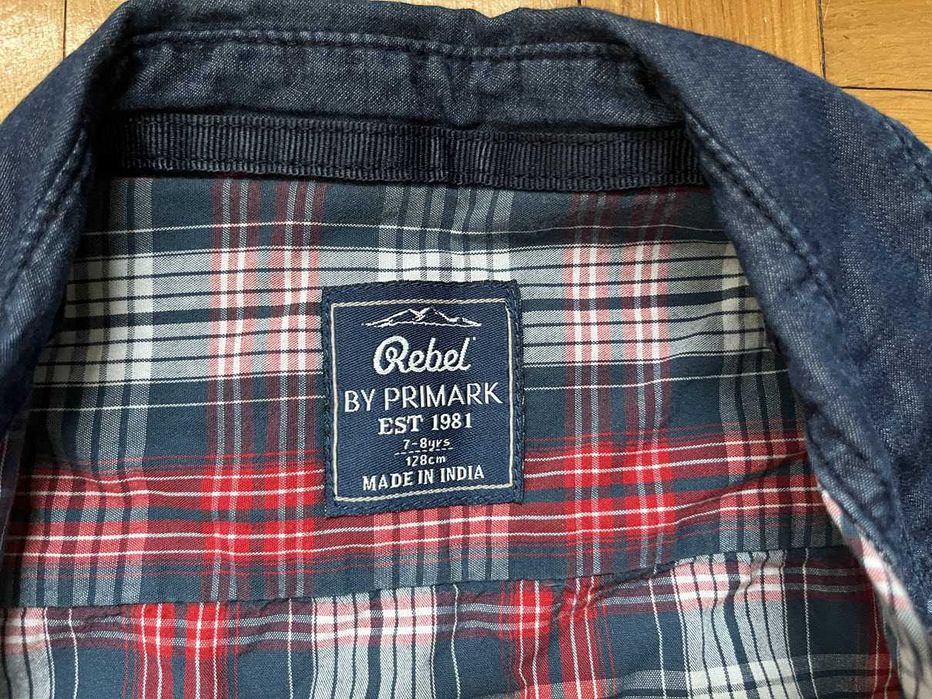 Rebel
BY PRIMARK
EST 1981
7-8yrs
128cm
MADE IN INDIA